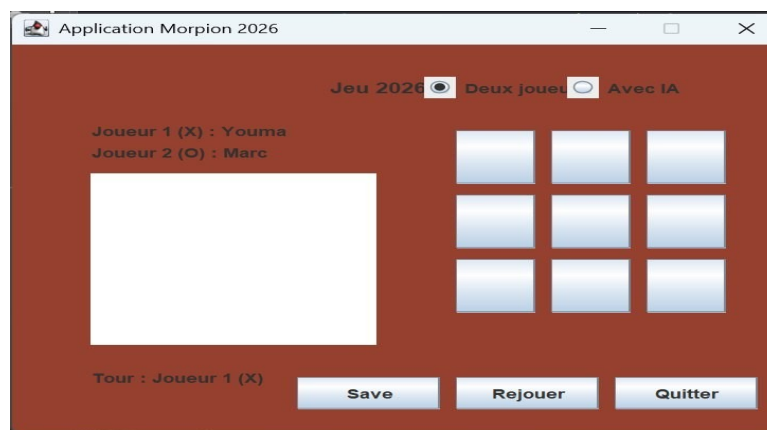 Application Morpion 2026
Jeu 2026 Deux joueu Avec IA
Joueur 1 (X) : Youma
Joueur 2 (O) : Marc
Tour : Joueur 1 (X)
Save Rejouer Quitter